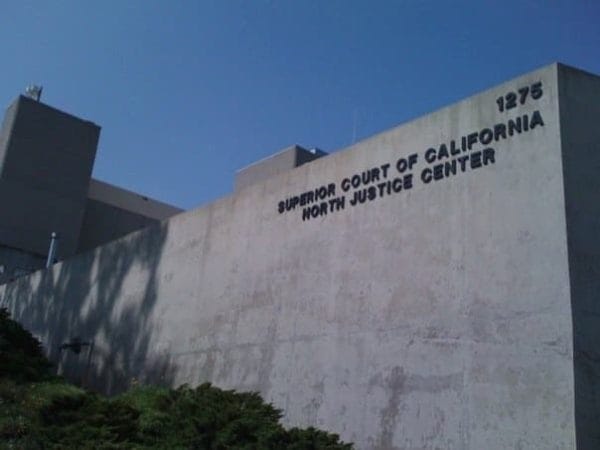 1275
SUPERIOR COURT OF CALIFORNIA
NORTH JUSTICE CENTER